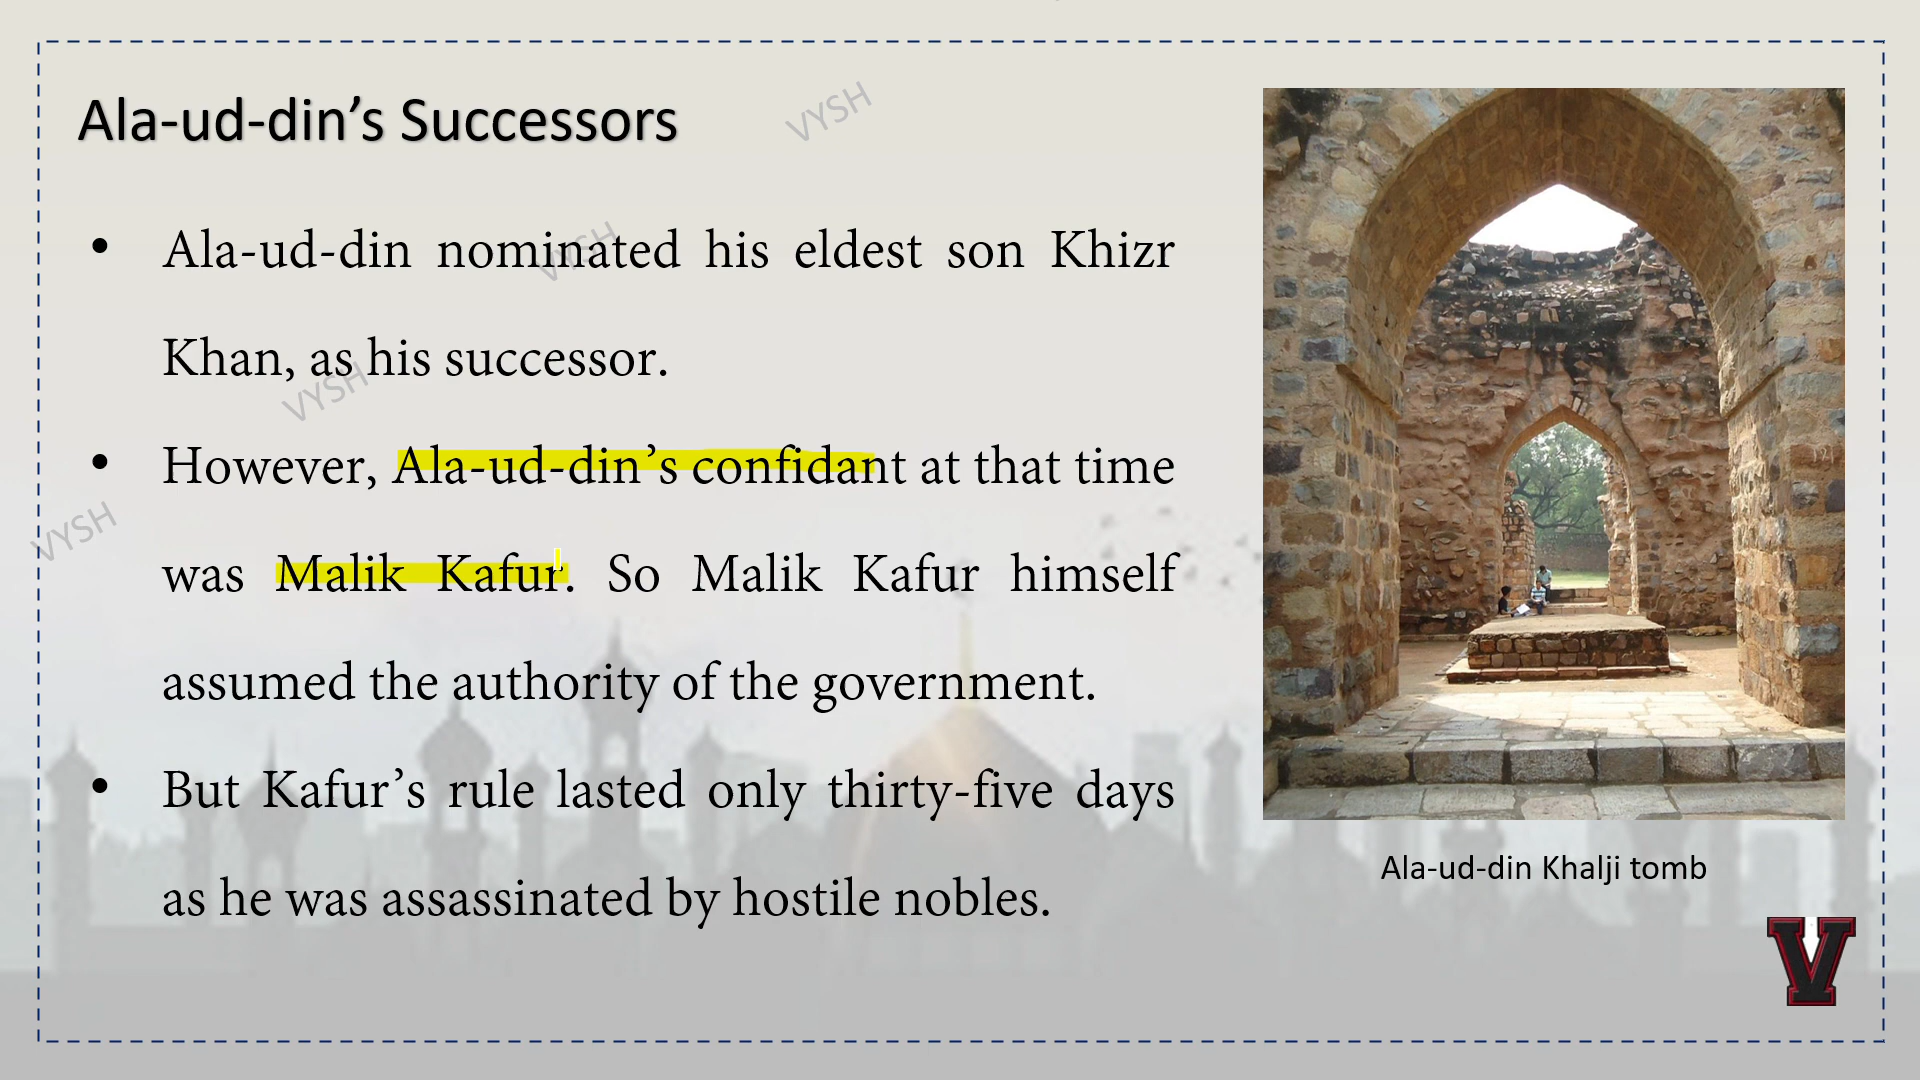 Ala-ud-din’s Successors
VYSH
• Ala-ud-din nominated his eldest son Khizr
VYSH
Khan, as his successor.
VYSH
• However, Ala-ud-din’s confidant at that time
VYSH
was Malik Kafur. So Malik Kafur himself
assumed the authority of the government.
• But Kafur’s rule lasted only thirty-five days
as he was assassinated by hostile nobles.
Ala-ud-din Khalji tomb
V